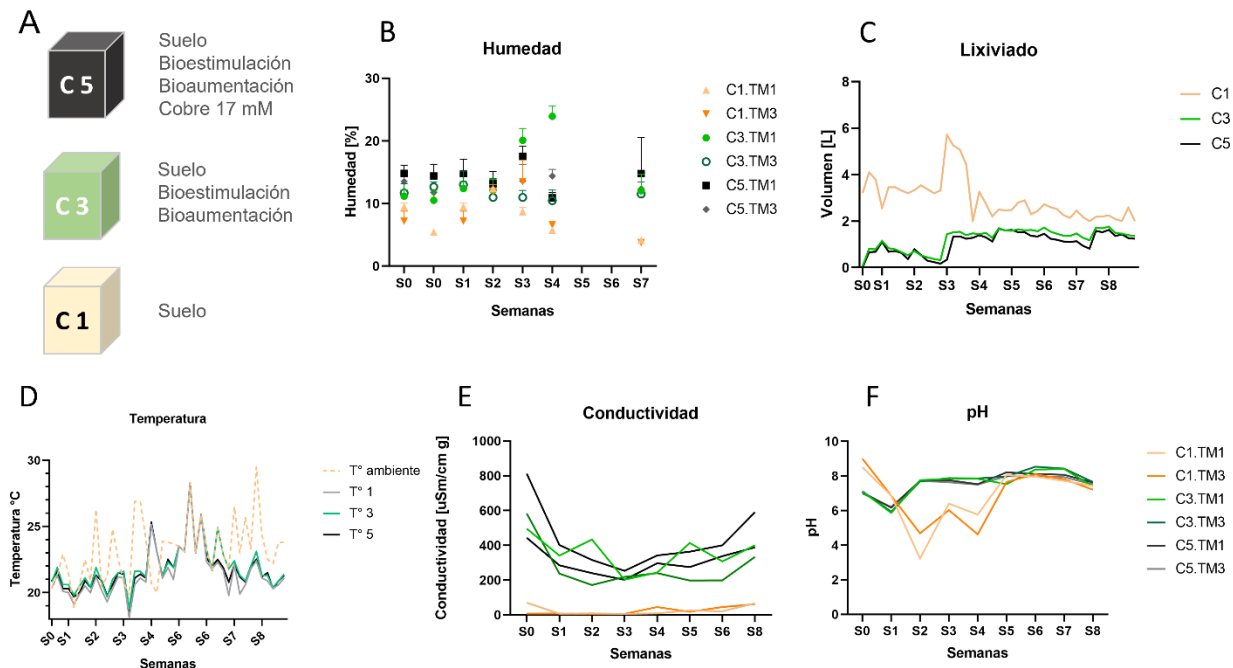 A
C 5
Suelo
Bioestimulación
Bioaumentación
Cobre 17 mM
C 3
Suelo
Bioestimulación
Bioaumentación
C 1
Suelo
B
Humedad
Humedad [%]
30
20
10
0
S0 S0 S1 S2 S3 S4 S5 S6 S7
Semanas
C1.TM1
C1.TM3
C3.TM1
C3.TM3
C5.TM1
C5.TM3
C
Lixiviado
Volumen [L]
8
6
4
2
0
S0 S1 S2 S3 S4 S5 S6 S7 S8
Semanas
C1
C3
C5
D
Temperatura
Temperatura °C
30
25
20
S0 S1 S2 S3 S4 S6 S6 S7 S8
Semanas
T° ambiente
T° 1
T° 3
T° 5
E
Conductividad
Conductividad [uSm/cm g]
1000
800
600
400
200
0
S0 S1 S2 S3 S4 S5 S6 S8
Semanas
F
pH
pH
10
8
6
4
2
0
S0 S1 S2 S3 S4 S5 S6 S7 S8
Semanas
C1.TM1
C1.TM3
C3.TM1
C3.TM3
C5.TM1
C5.TM3